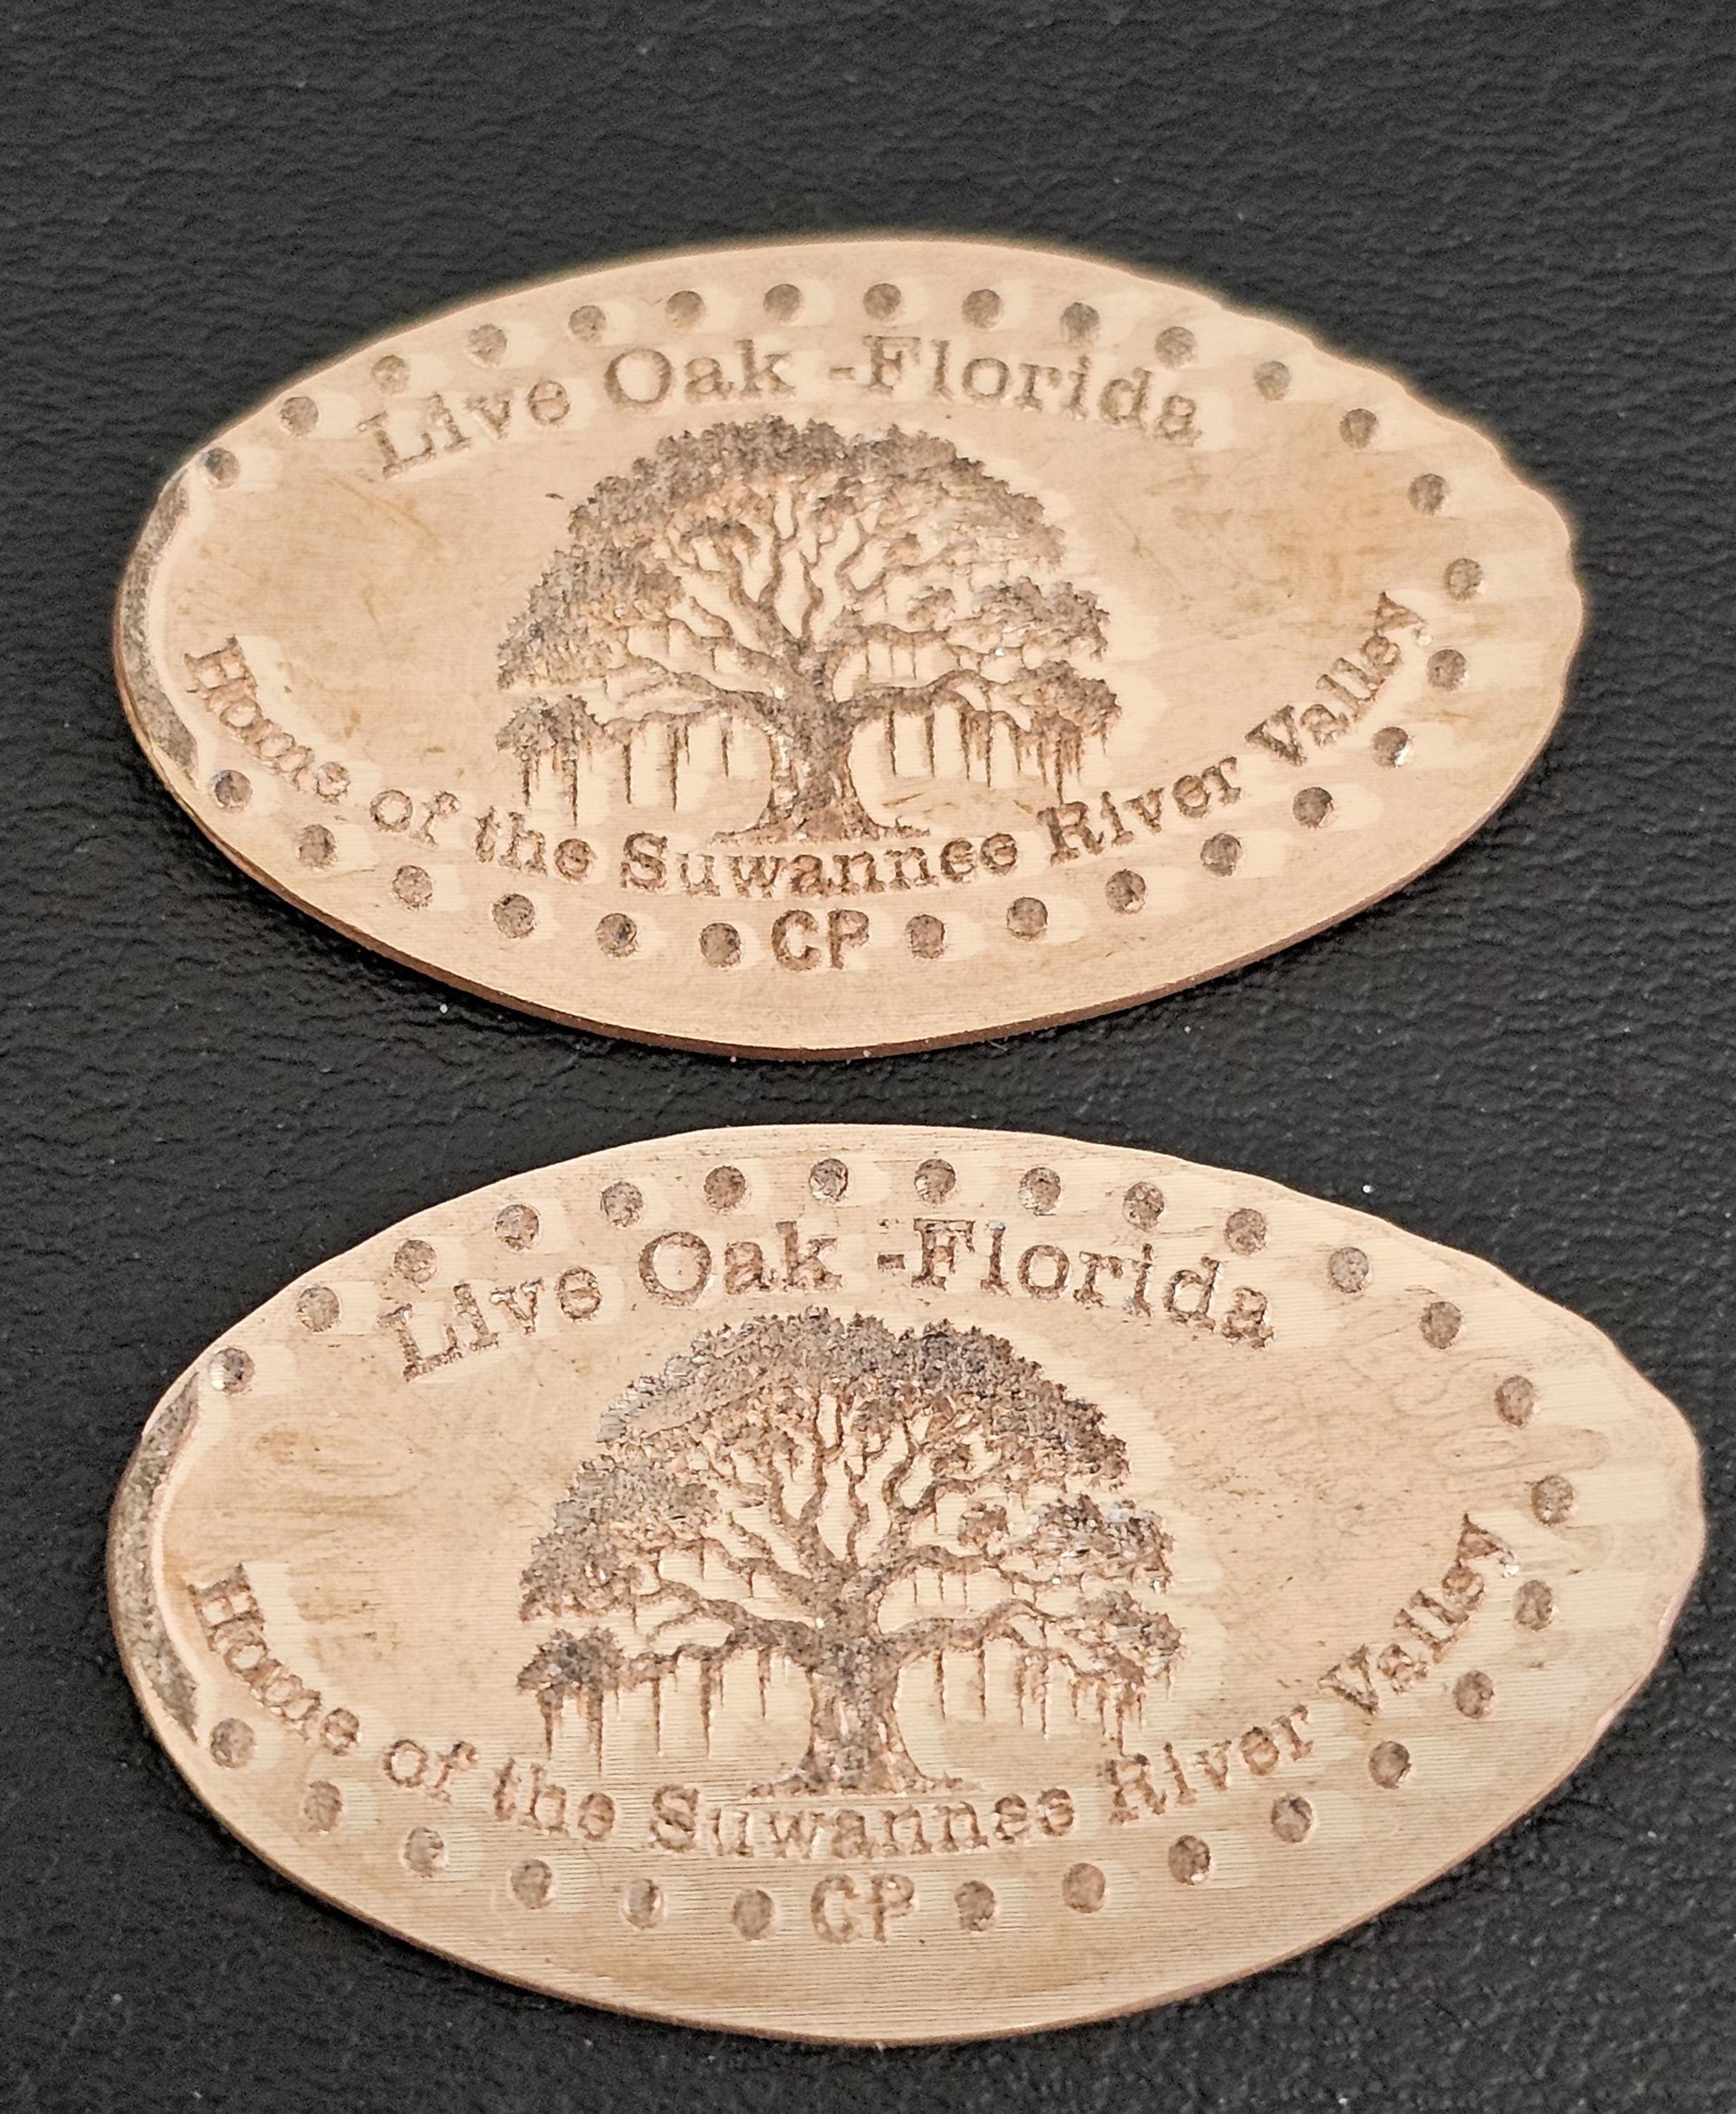 Live Oak -Florida
Home of the Suwannee River Valley
CP
Live Oak -Florida
Home of the Suwannee River Valley
CP